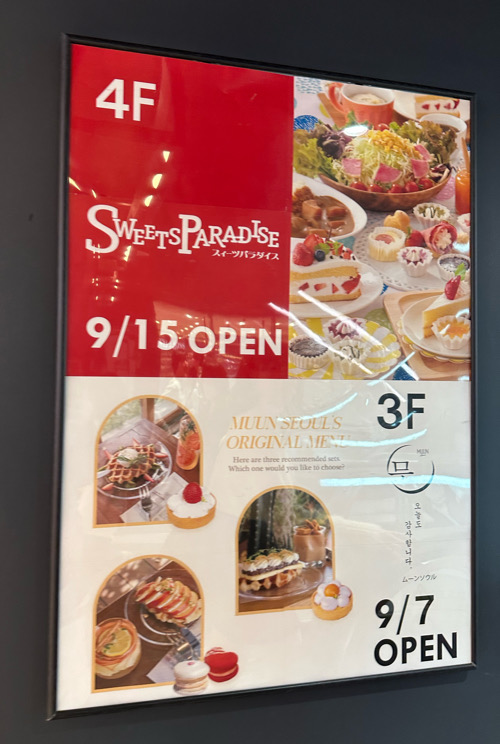 4F
SWEETSPARADISE
スイーツパラダイス
9/15 OPEN
MUUN SEOUL'S
ORIGINAL MENU
Here are three recommended sets.
Which one would you like to choose?
3F
무
오늘도
감사합니다.
ムーンソウル
9/7
OPEN